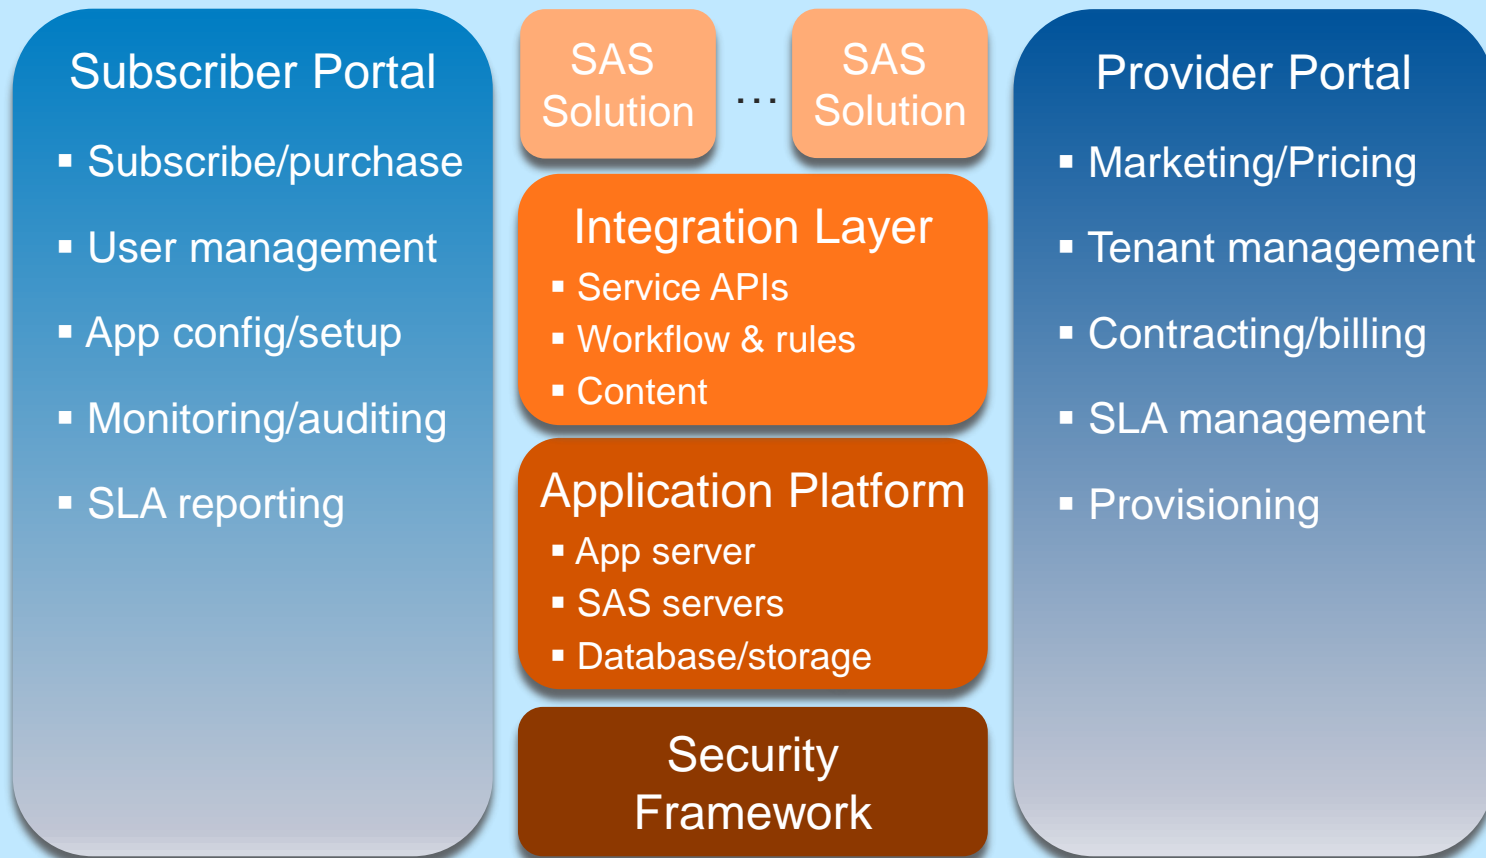 Subscriber Portal
▪ Subscribe/purchase
▪ User management
▪ App config/setup
▪ Monitoring/auditing
▪ SLA reporting
SAS
Solution
...
SAS
Solution
Integration Layer
▪ Service APIs
▪ Workflow & rules
▪ Content
Application Platform
▪ App server
▪ SAS servers
▪ Database/storage
Security
Framework
Provider Portal
▪ Marketing/Pricing
▪ Tenant management
▪ Contracting/billing
▪ SLA management
▪ Provisioning